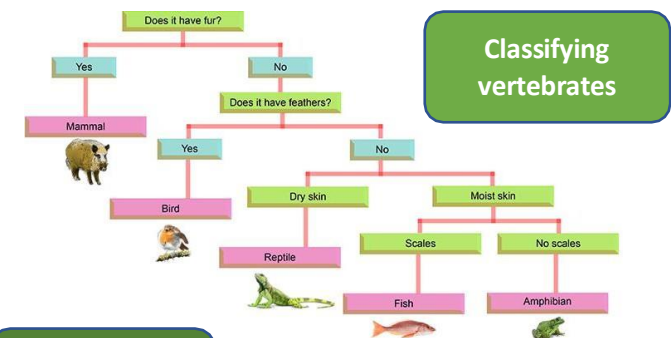 Does it have fur?
Classifying
vertebrates
Yes
No
Does it have feathers?
Mammal
Yes
No
Dry skin
Moist skin
Bird
Scales
No scales
Reptile
Fish
Amphibian